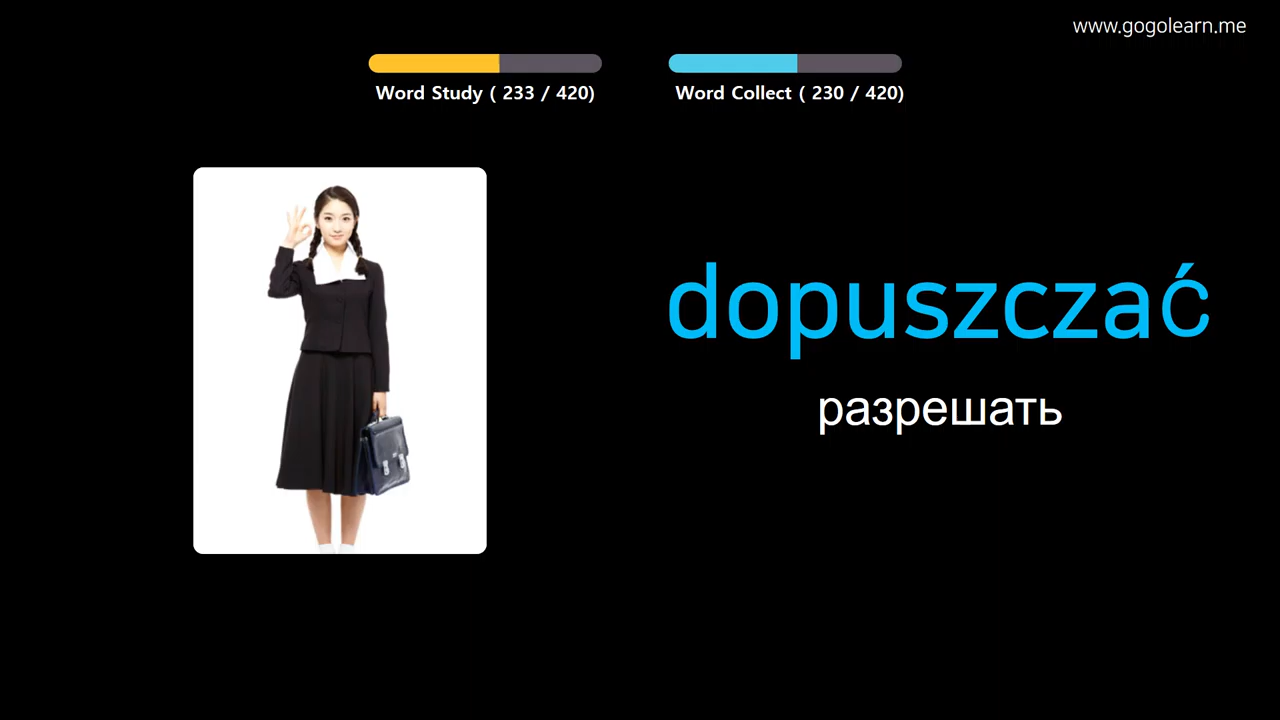 www.gogolearn.me
Word Study ( 233 / 420)
Word Collect ( 230 / 420)
dopuszczać
разрешать